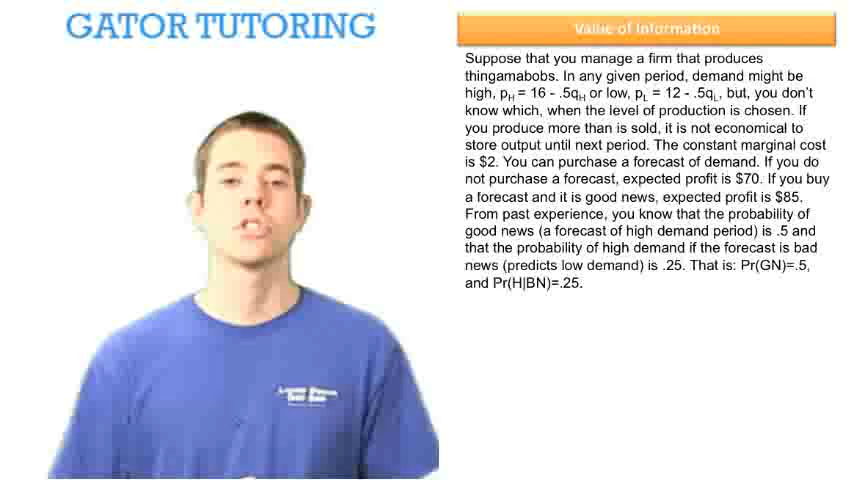 GATOR TUTORING
Value of Information
Suppose that you manage a firm that produces
thingamabobs. In any given period, demand might be
high, pH = 16 - .5qH or low, pL = 12 - .5qL, but, you don't
know which, when the level of production is chosen. If
you produce more than is sold, it is not economical to
store output until next period. The constant marginal cost
is $2. You can purchase a forecast of demand. If you do
not purchase a forecast, expected profit is $70. If you buy
a forecast and it is good news, expected profit is $85.
From past experience, you know that the probability of
good news (a forecast of high demand period) is .5 and
that the probability of high demand if the forecast is bad
news (predicts low demand) is .25. That is: Pr(GN)=.5,
and Pr(H|BN)=.25.